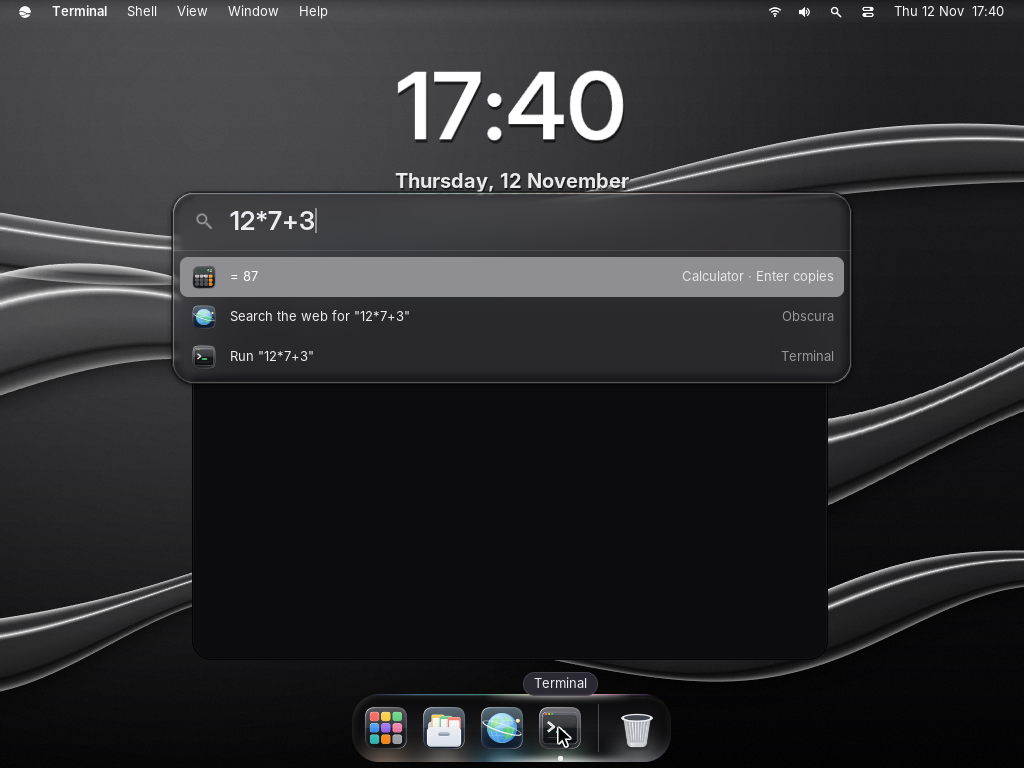 Terminal Shell View Window Help Thu 12 Nov 17:40
17:40
Thursday, 12 November
12*7+3
= 87 Calculator · Enter copies
Search the web for "12*7+3" Obscura
Run "12*7+3" Terminal
Terminal